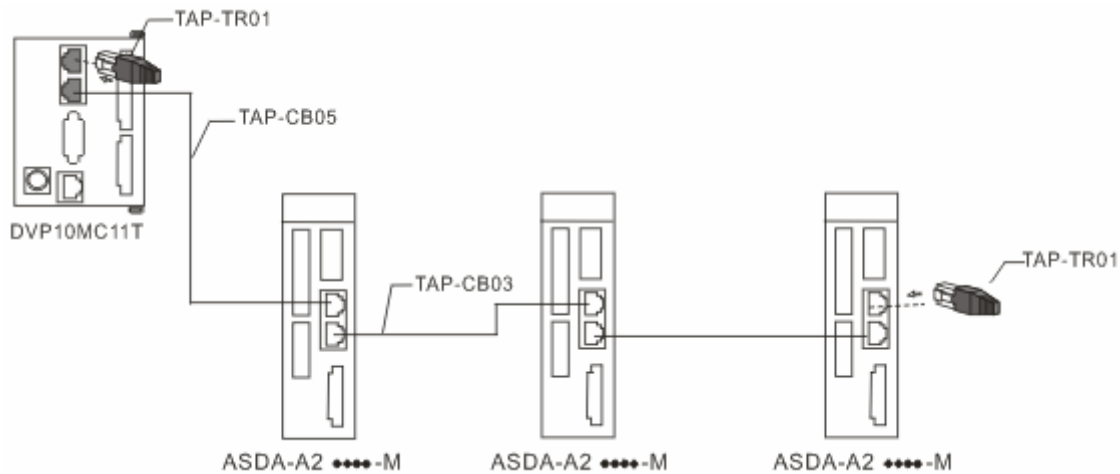 TAP-TR01
TAP-CB05
DVP10MC11T
TAP-CB03
TAP-TR01
ASDA-A2 ♦♦♦♦-M
ASDA-A2 ♦♦♦♦-M
ASDA-A2 ♦♦♦♦-M